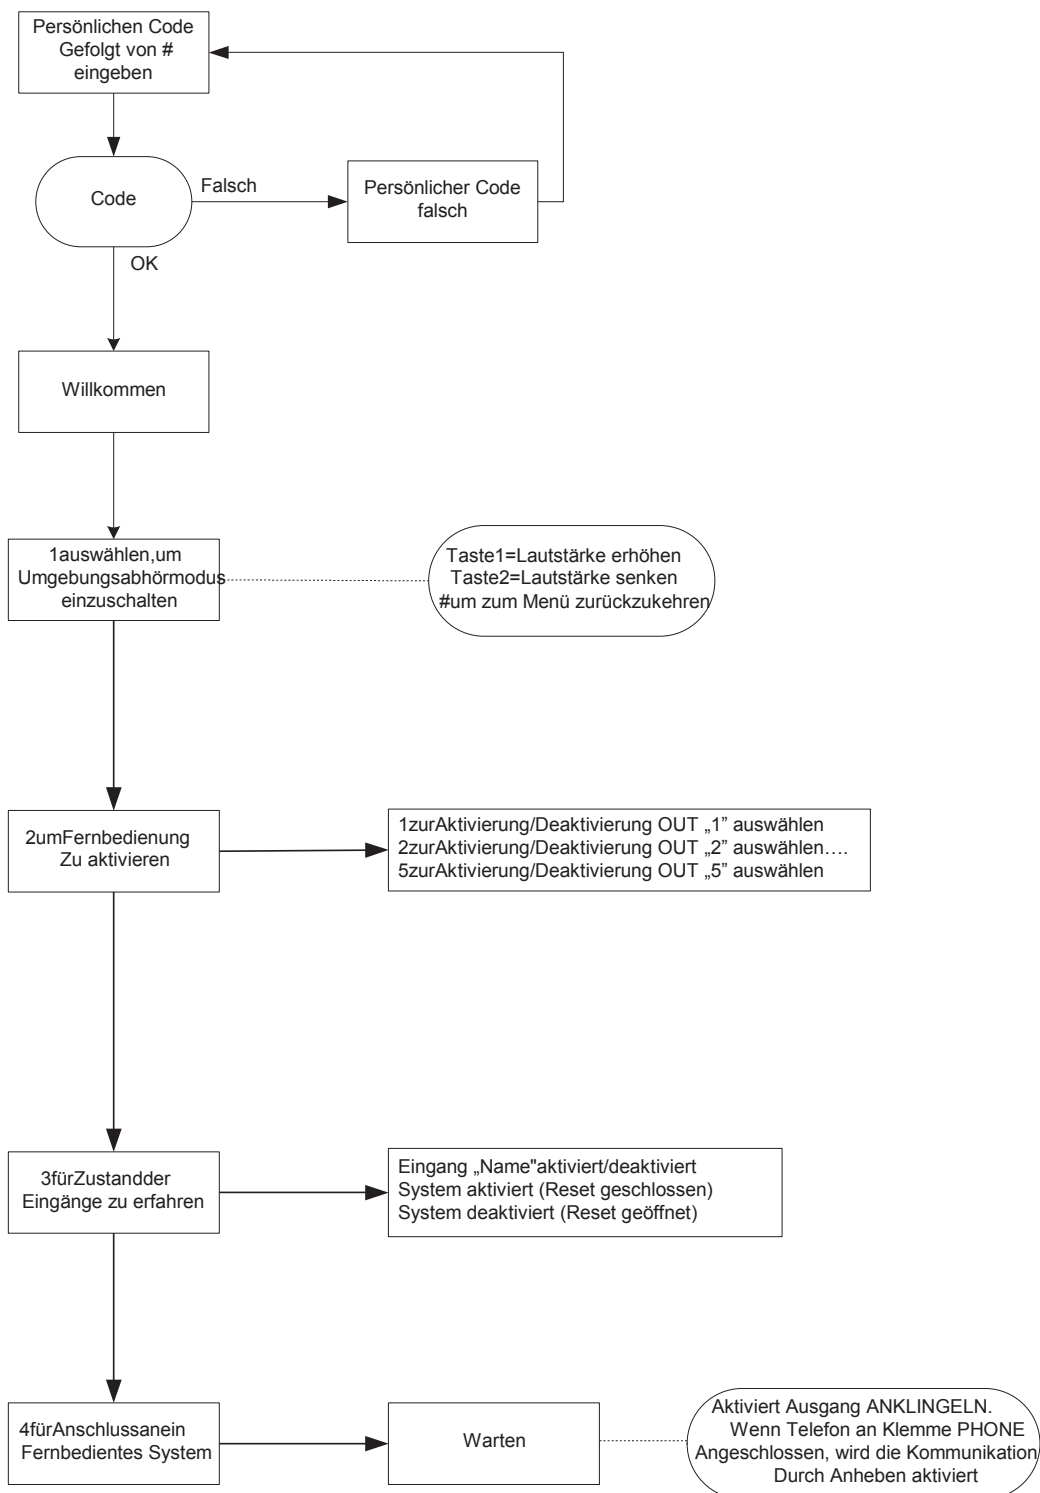 Persönlichen Code
Gefolgt von #
eingeben
Code
Falsch
Persönlicher Code
falsch
OK
Willkommen
1auswählen,um
Umgebungsabhörmodus
einzuschalten
Taste1=Lautstärke erhöhen
Taste2=Lautstärke senken
#um zum Menü zurückzukehren
2umFernbedienung
Zu aktivieren
1zurAktivierung/Deaktivierung OUT „1” auswählen
2zurAktivierung/Deaktivierung OUT „2” auswählen….
5zurAktivierung/Deaktivierung OUT „5” auswählen
3fürZustandder
Eingänge zu erfahren
Eingang „Name"aktiviert/deaktiviert
System aktiviert (Reset geschlossen)
System deaktiviert (Reset geöffnet)
4fürAnschlussanein
Fernbedientes System
Warten
Aktiviert Ausgang ANKLINGELN.
Wenn Telefon an Klemme PHONE
Angeschlossen, wird die Kommunikation
Durch Anheben aktiviert